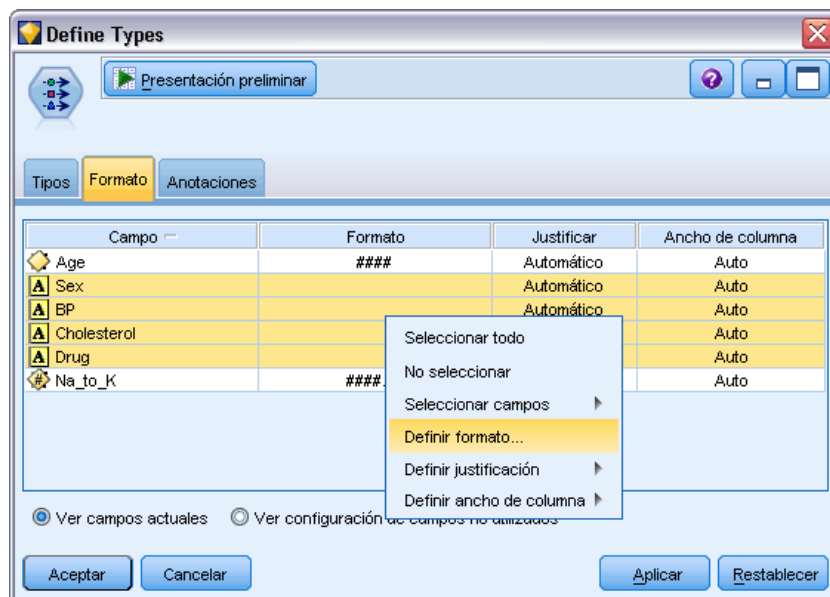 Define Types
Presentación preliminar
Tipos Formato Anotaciones
Campo Formato Justificar Ancho de columna
Age #### Automático Auto
A Sex Automático Auto
A BP Automático Auto
A Cholesterol Auto
A Drug Auto
# Na_to_K ####. Auto
Seleccionar todo
No seleccionar
Seleccionar campos
Definir formato...
Definir justificación
Definir ancho de columna
Ver campos actuales Ver configuración de campos no utilizados
Aceptar Cancelar Aplicar Restablecer